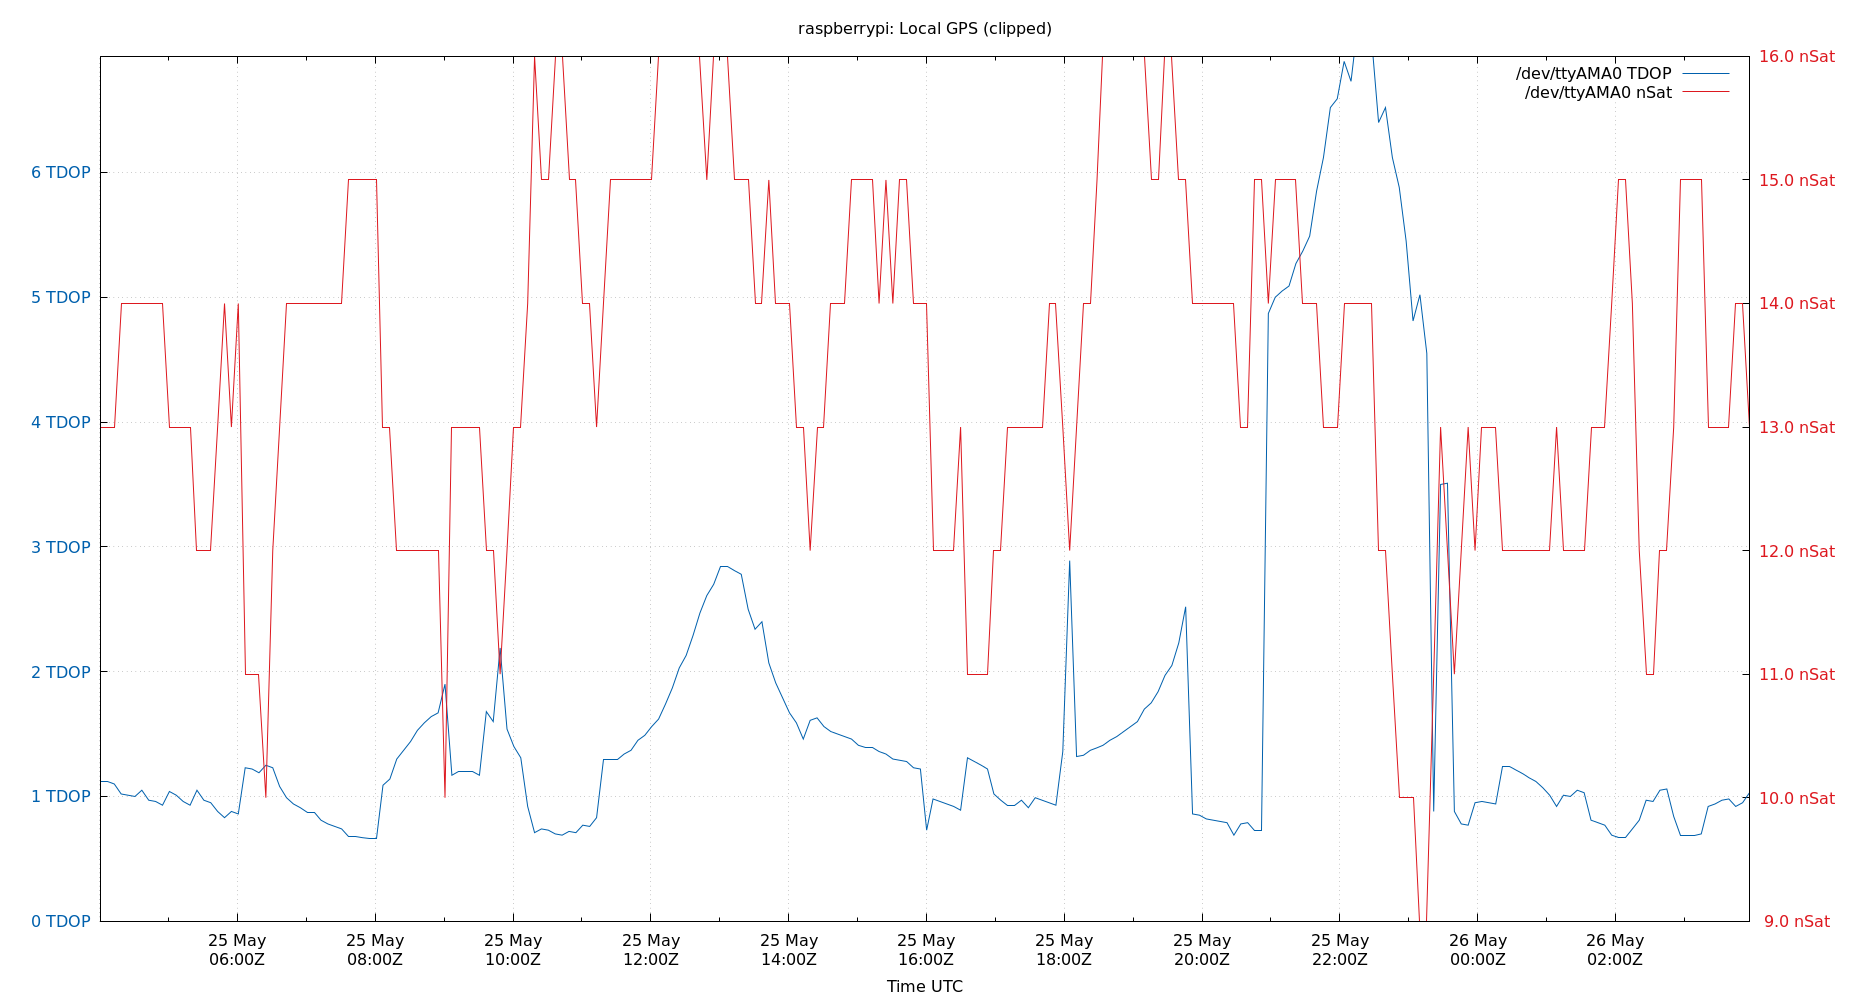 raspberrypi: Local GPS (clipped)
/dev/ttyAMA0 TDOP
/dev/ttyAMA0 nSat
6 TDOP
5 TDOP
4 TDOP
3 TDOP
2 TDOP
1 TDOP
0 TDOP
16.0 nSat
15.0 nSat
14.0 nSat
13.0 nSat
12.0 nSat
11.0 nSat
10.0 nSat
9.0 nSat
25 May 25 May 25 May 25 May 25 May 25 May 25 May 25 May 25 May 26 May 26 May
06:00Z 08:00Z 10:00Z 12:00Z 14:00Z 16:00Z 18:00Z 20:00Z 22:00Z 00:00Z 02:00Z
Time UTC